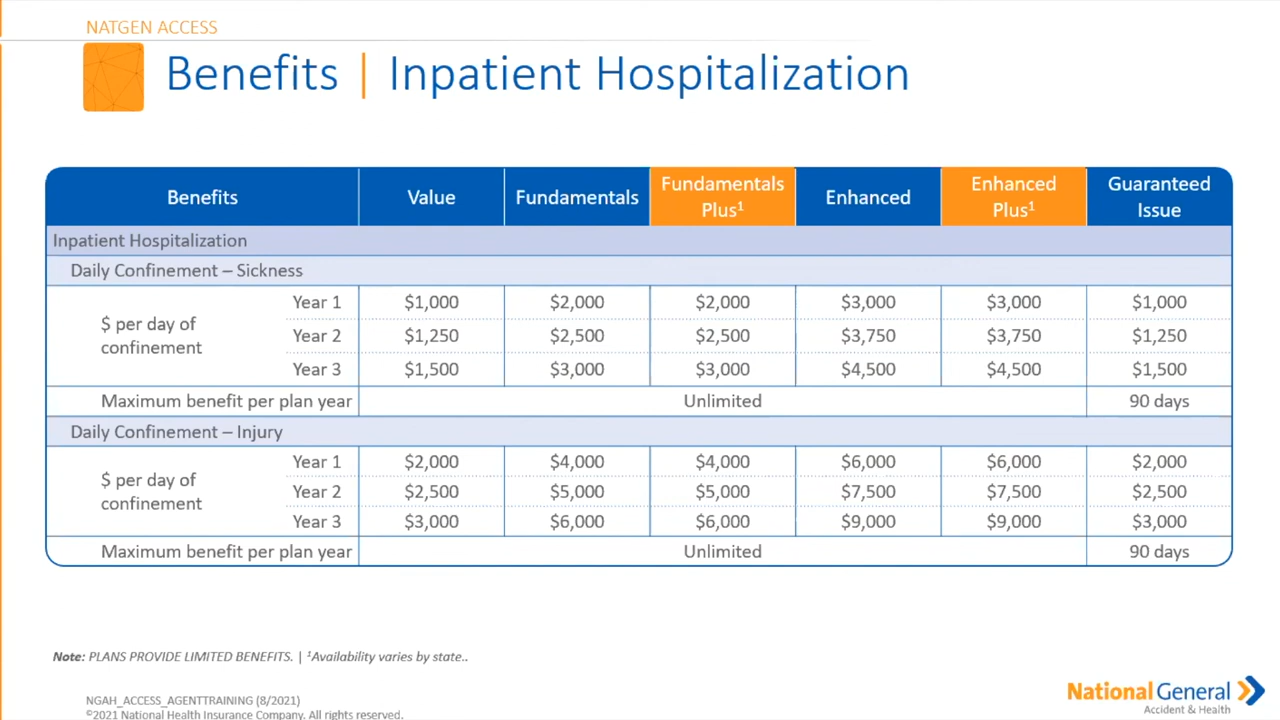 NATGEN ACCESS
Benefits | Inpatient Hospitalization
Benefits Value Fundamentals Fundamentals Plus¹ Enhanced Enhanced Plus¹ Guaranteed Issue
Inpatient Hospitalization
Daily Confinement – Sickness
$ per day of confinement
Year 1 $1,000 $2,000 $2,000 $3,000 $3,000 $1,000
Year 2 $1,250 $2,500 $2,500 $3,750 $3,750 $1,250
Year 3 $1,500 $3,000 $3,000 $4,500 $4,500 $1,500
Maximum benefit per plan year Unlimited 90 days
Daily Confinement – Injury
$ per day of confinement
Year 1 $2,000 $4,000 $4,000 $6,000 $6,000 $2,000
Year 2 $2,500 $5,000 $5,000 $7,500 $7,500 $2,500
Year 3 $3,000 $6,000 $6,000 $9,000 $9,000 $3,000
Maximum benefit per plan year Unlimited 90 days
Note: PLANS PROVIDE LIMITED BENEFITS. | ¹Availability varies by state..
NGAH_ACCESS_AGENTTRAINING (8/2021)
©2021 National Health Insurance Company. All rights reserved.
National General
Accident & Health